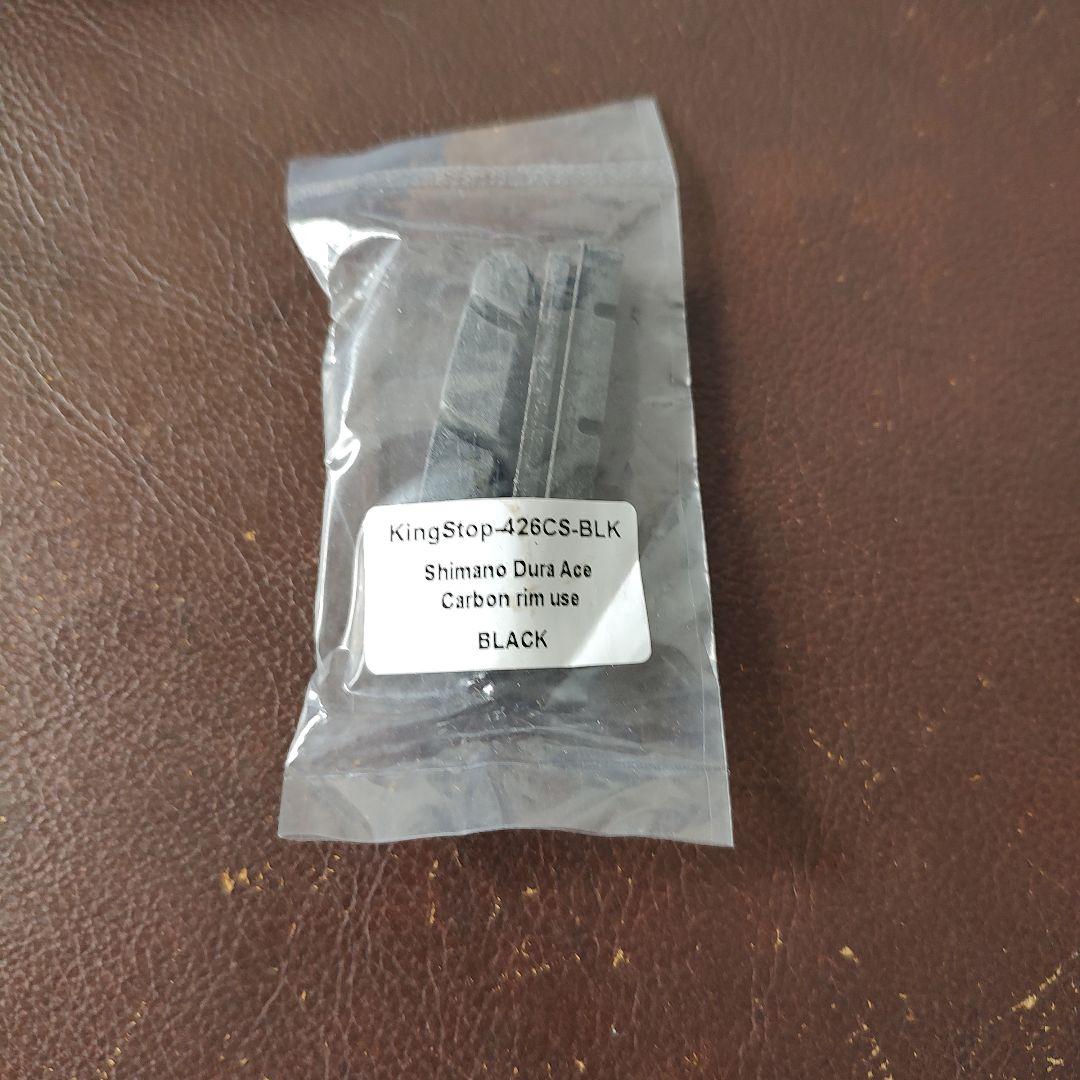 KingStop-426CS-BLK
Shimano Dura Ace
Carbon rim use
BLACK